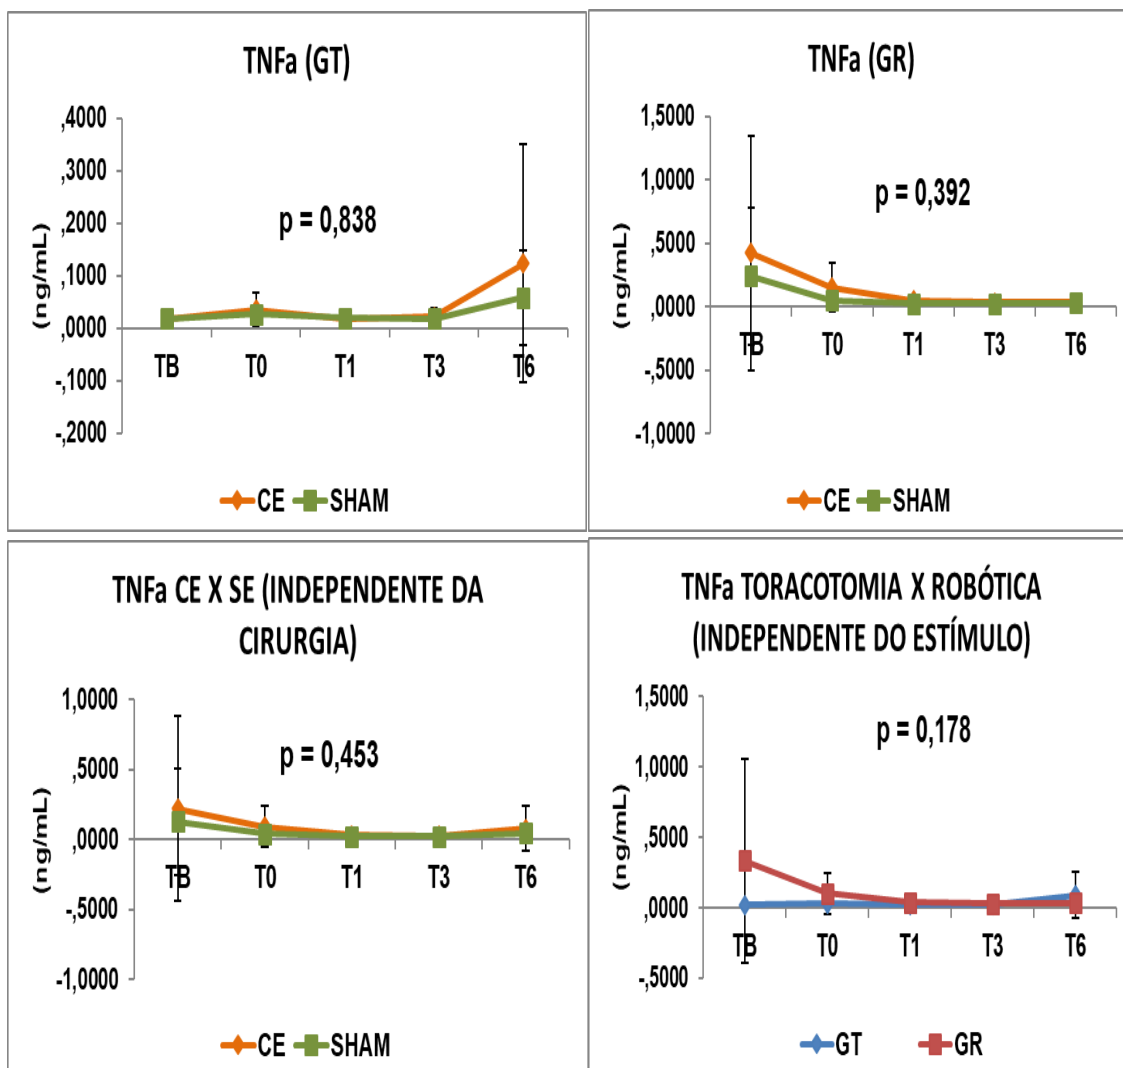 TNFa (GT)
,4000
,3000
,2000
,1000
,0000
-,1000
-,2000
(ng/mL)
p = 0,838
TB T0 T1 T3 T6
CE SHAM
TNFa (GR)
1,5000
1,0000
,5000
,0000
-,5000
-1,0000
(ng/mL)
p = 0,392
TB T0 T1 T3 T6
CE SHAM
TNFa CE X SE (INDEPENDENTE DA
CIRURGIA)
1,0000
,5000
,0000
-,5000
-1,0000
(ng/mL)
p = 0,453
TB T0 T1 T3 T6
CE SHAM
TNFa TORACOTOMIA X ROBÓTICA
(INDEPENDENTE DO ESTÍMULO)
1,5000
1,0000
,5000
,0000
-,5000
(ng/mL)
p = 0,178
TB T0 T1 T3 T6
GT GR